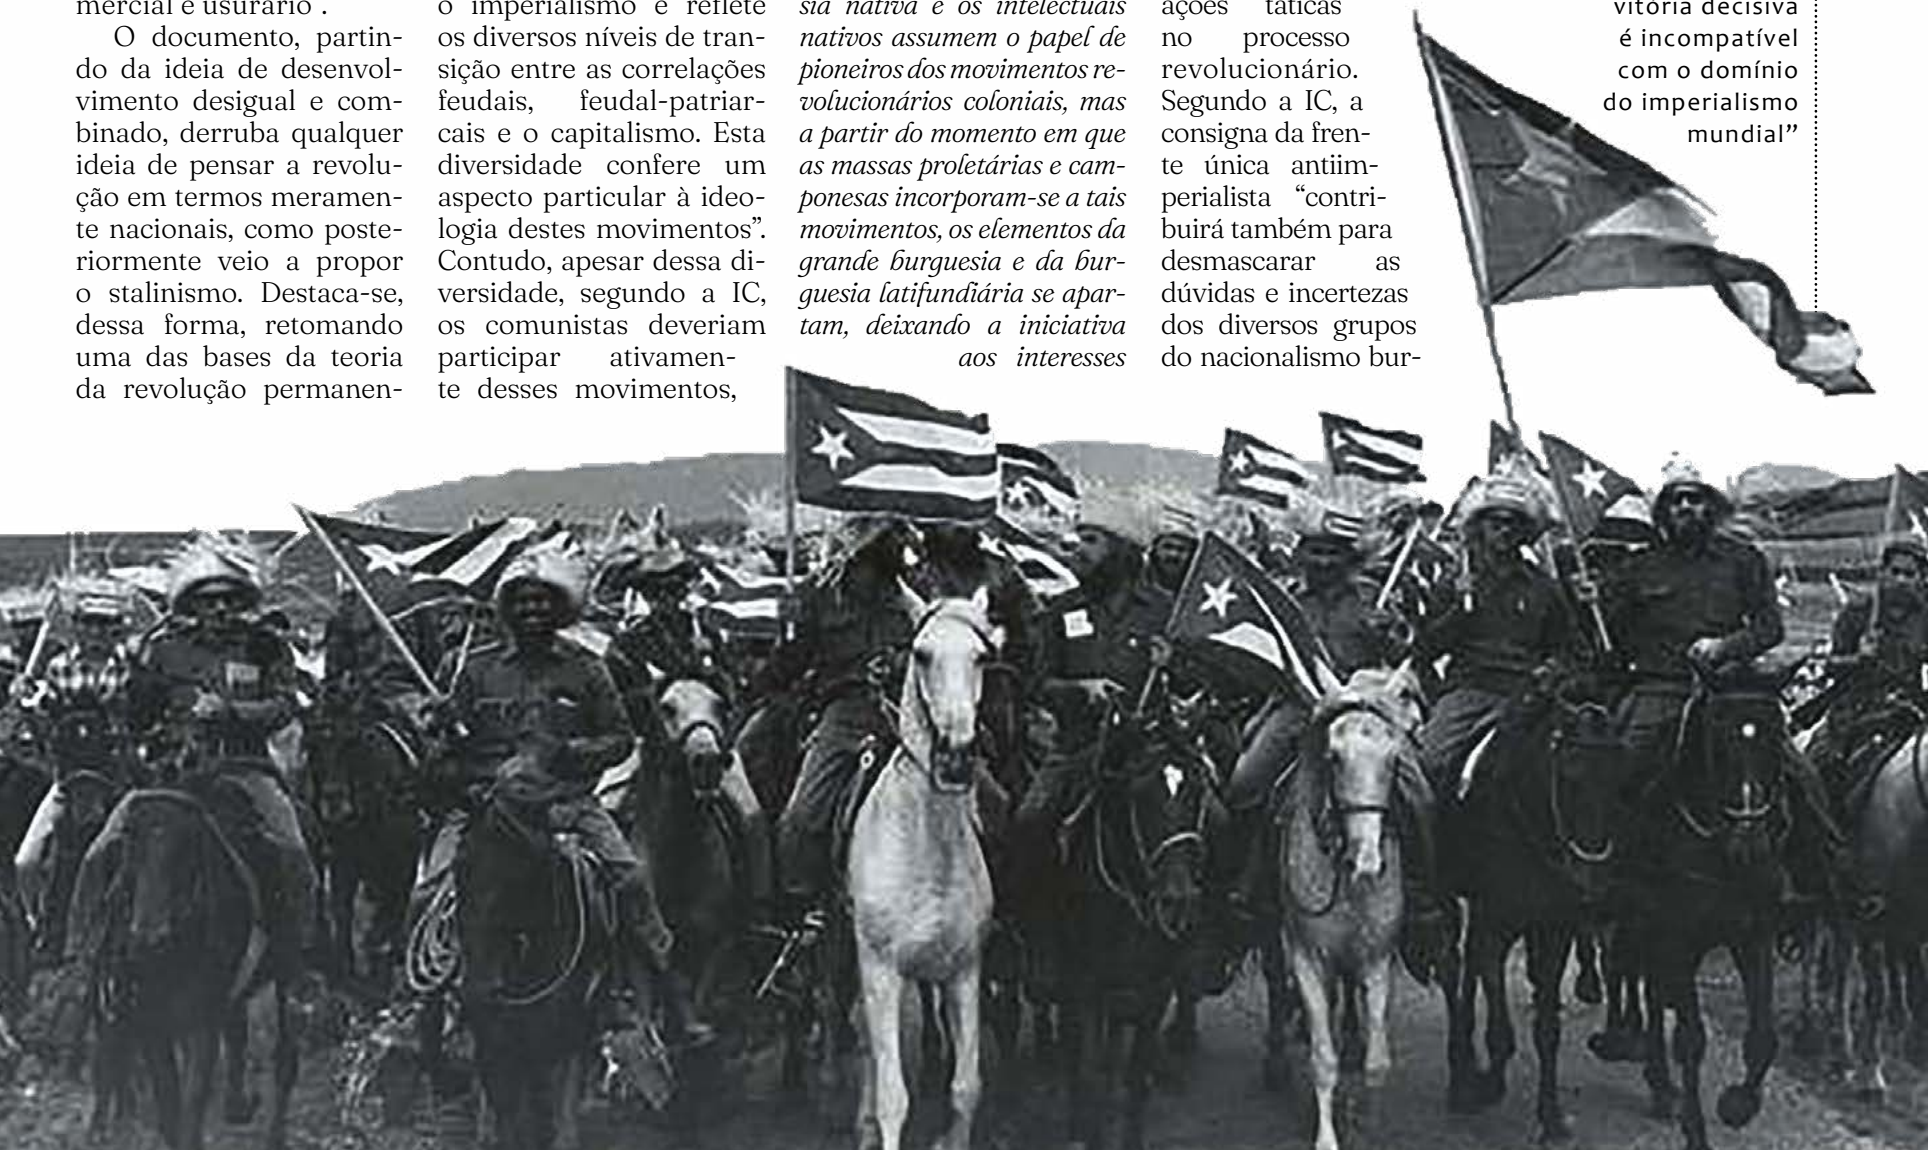 mercial e usurário”.
O documento, partin-
do da ideia de desenvol-
vimento desigual e com-
binado, derruba qualquer
ideia de pensar a revolu-
ção em termos meramen-
te nacionais, como poste-
riormente veio a propor
o stalinismo. Destaca-se,
dessa forma, retomando
uma das bases da teoria
da revolução permanen-
o imperialismo e reflete
os diversos níveis de tran-
sição entre as correlações
feudais, feudal-patriar-
cais e o capitalismo. Esta
diversidade confere um
aspecto particular à ideo-
logia destes movimentos”.
Contudo, apesar dessa di-
versidade, segundo a IC,
os comunistas deveriam
participar ativamen-
te desses movimentos,
sia nativa e os intelectuais
nativos assumem o papel de
pioneiros dos movimentos re-
volucionários coloniais, mas
a partir do momento em que
as massas proletárias e cam-
ponesas incorporam-se a tais
movimentos, os elementos da
grande burguesia e da bur-
guesia latifundiária se apar-
tam, deixando a iniciativa
aos interesses
ações táticas
no processo
revolucionário.
Segundo a IC, a
consigna da fren-
te única antiim-
perialista “contri-
buirá também para
desmascarar as
dúvidas e incertezas
dos diversos grupos
do nacionalismo bur-
vitória decisiva
é incompatível
com o domínio
do imperialismo
mundial”